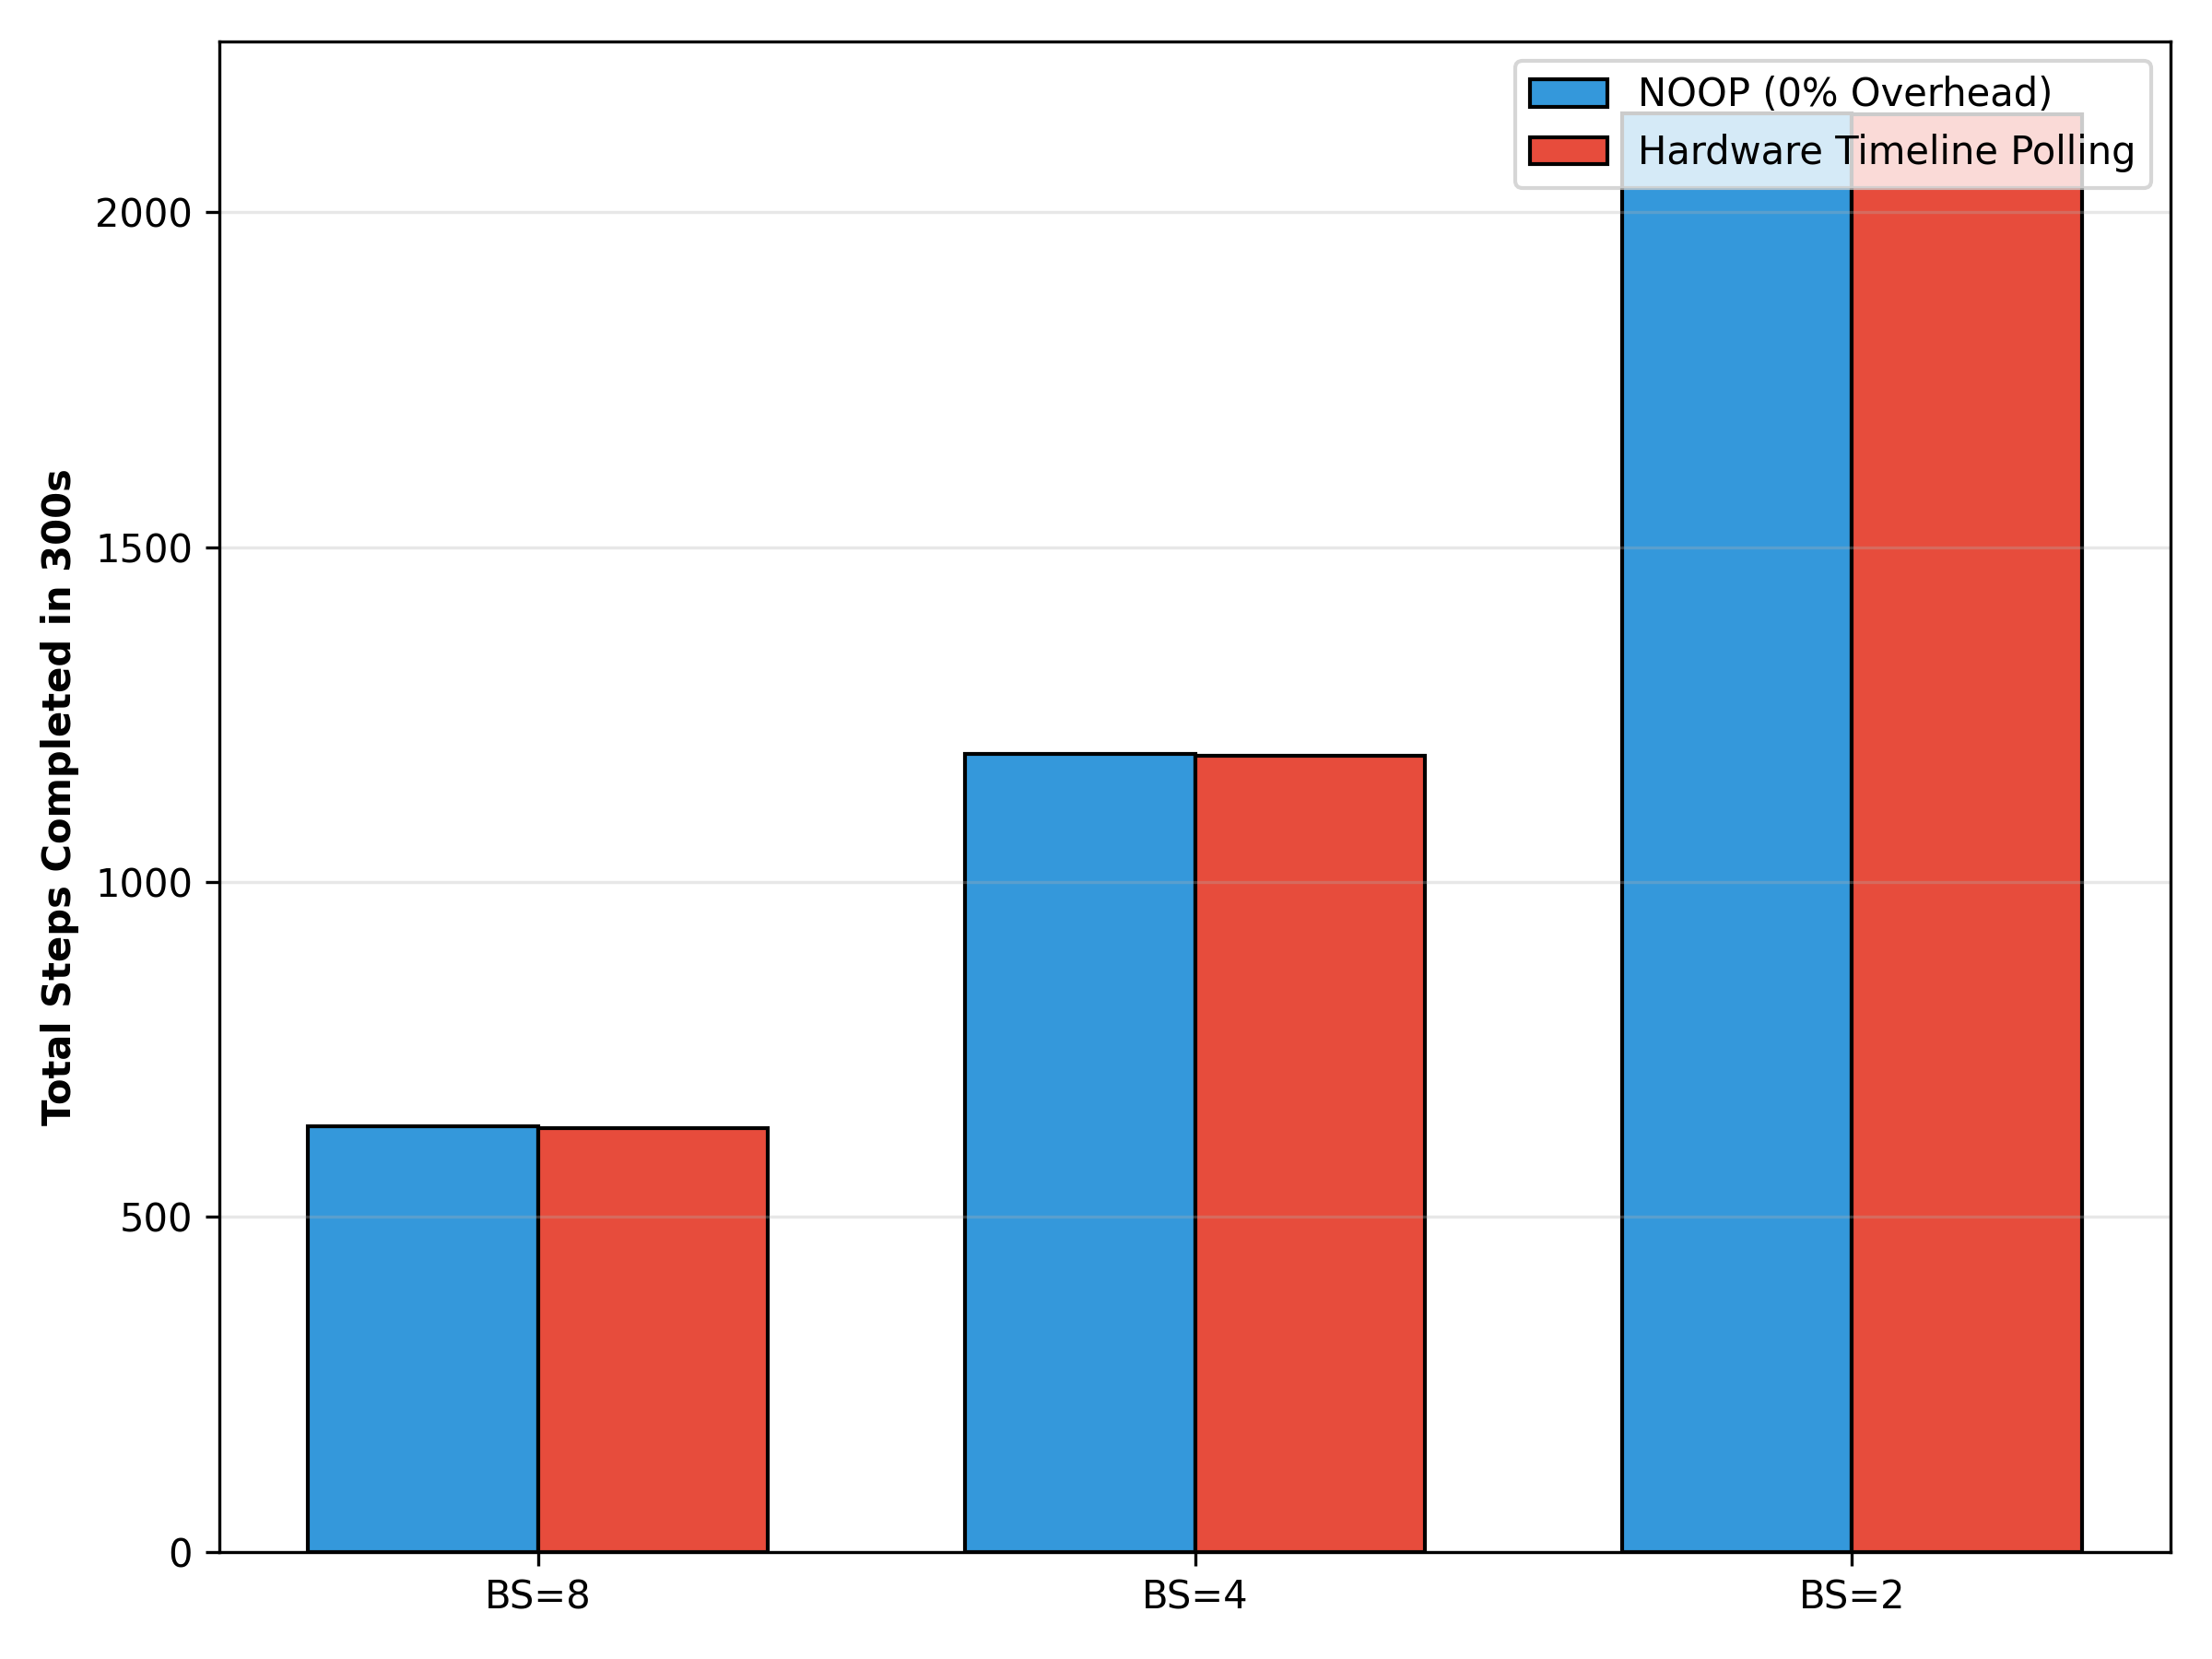 NOOP (0% Overhead)
Hardware Timeline Polling
Total Steps Completed in 300s
2000
1500
1000
500
0
BS=8
BS=4
BS=2